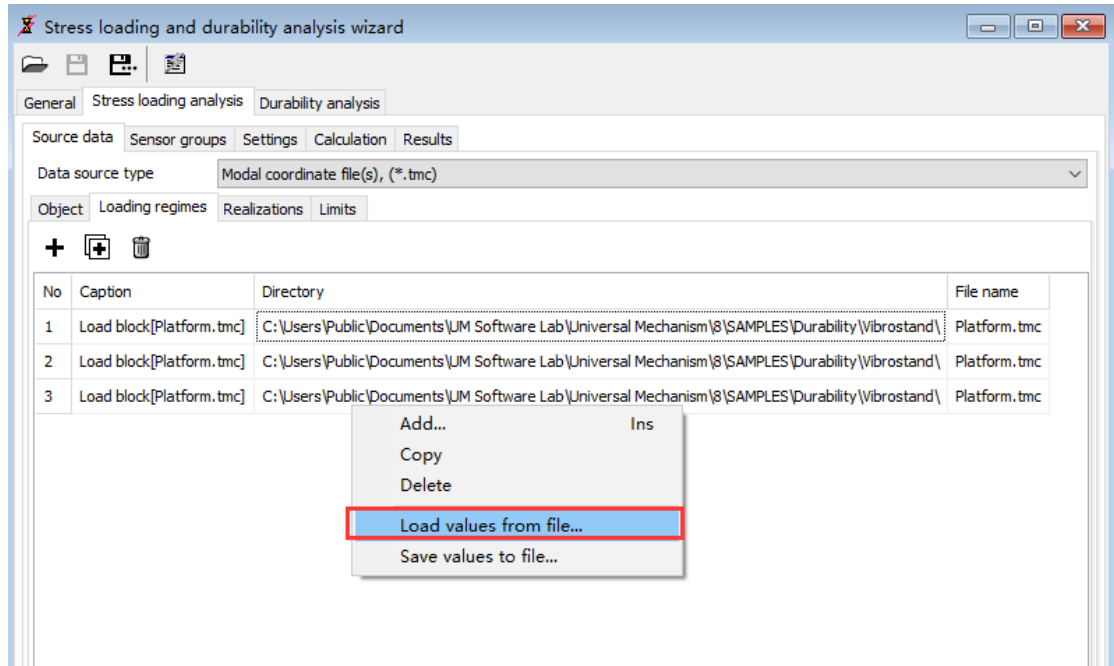 Stress loading and durability analysis wizard
General Stress loading analysis Durability analysis
Source data Sensor groups Settings Calculation Results
Data source type Modal coordinate file(s), (*.tmc)
Object Loading regimes Realizations Limits
No Caption Directory File name
1 Load block[Platform.tmc] C:\Users\Public\Documents\UM Software Lab\Universal Mechanism\8\SAMPLES\Durability\Vibrostand\ Platform.tmc
2 Load block[Platform.tmc] C:\Users\Public\Documents\UM Software Lab\Universal Mechanism\8\SAMPLES\Durability\Vibrostand\ Platform.tmc
3 Load block[Platform.tmc] C:\Users\Public\Documents\UM Software Lab\Universal Mechanism\8\SAMPLES\Durability\Vibrostand\ Platform.tmc
Add... Ins
Copy
Delete
Load values from file...
Save values to file...